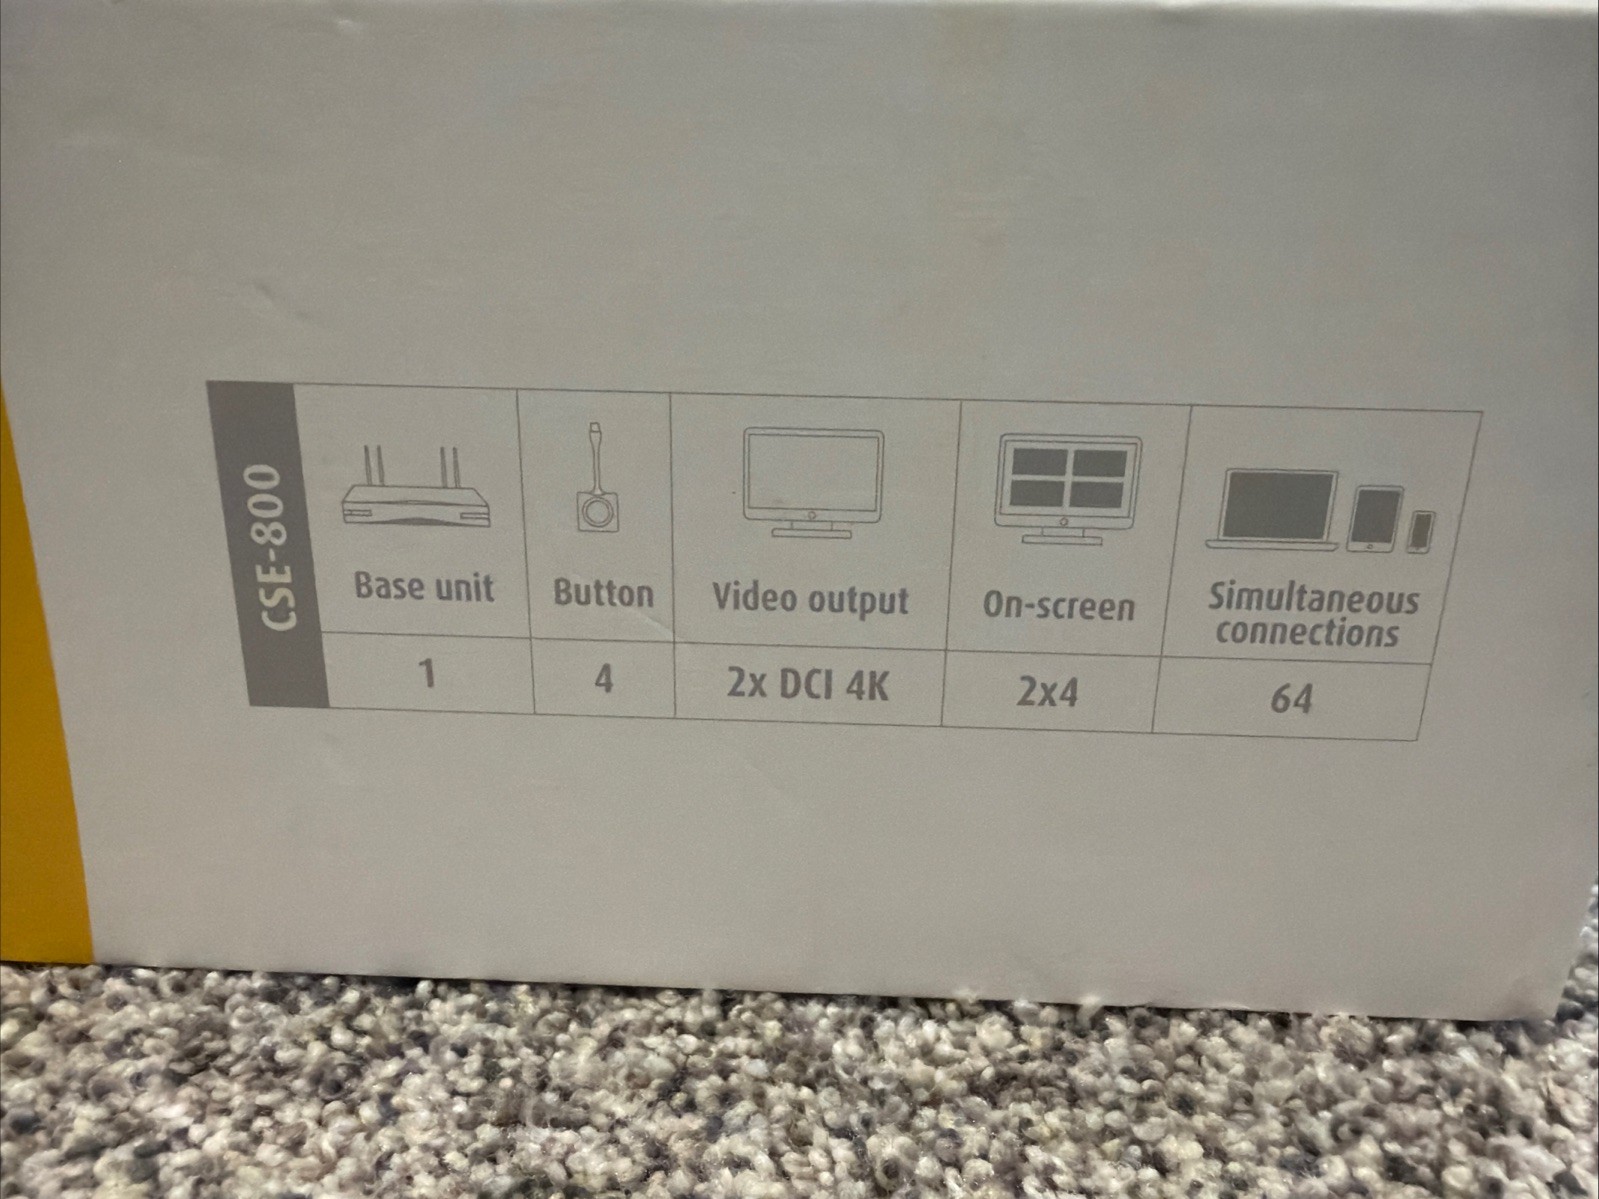 CSE-800
Base unit
Button
Video output
On-screen
Simultaneous
connections
1
4
2x DCI 4K
2x4
64